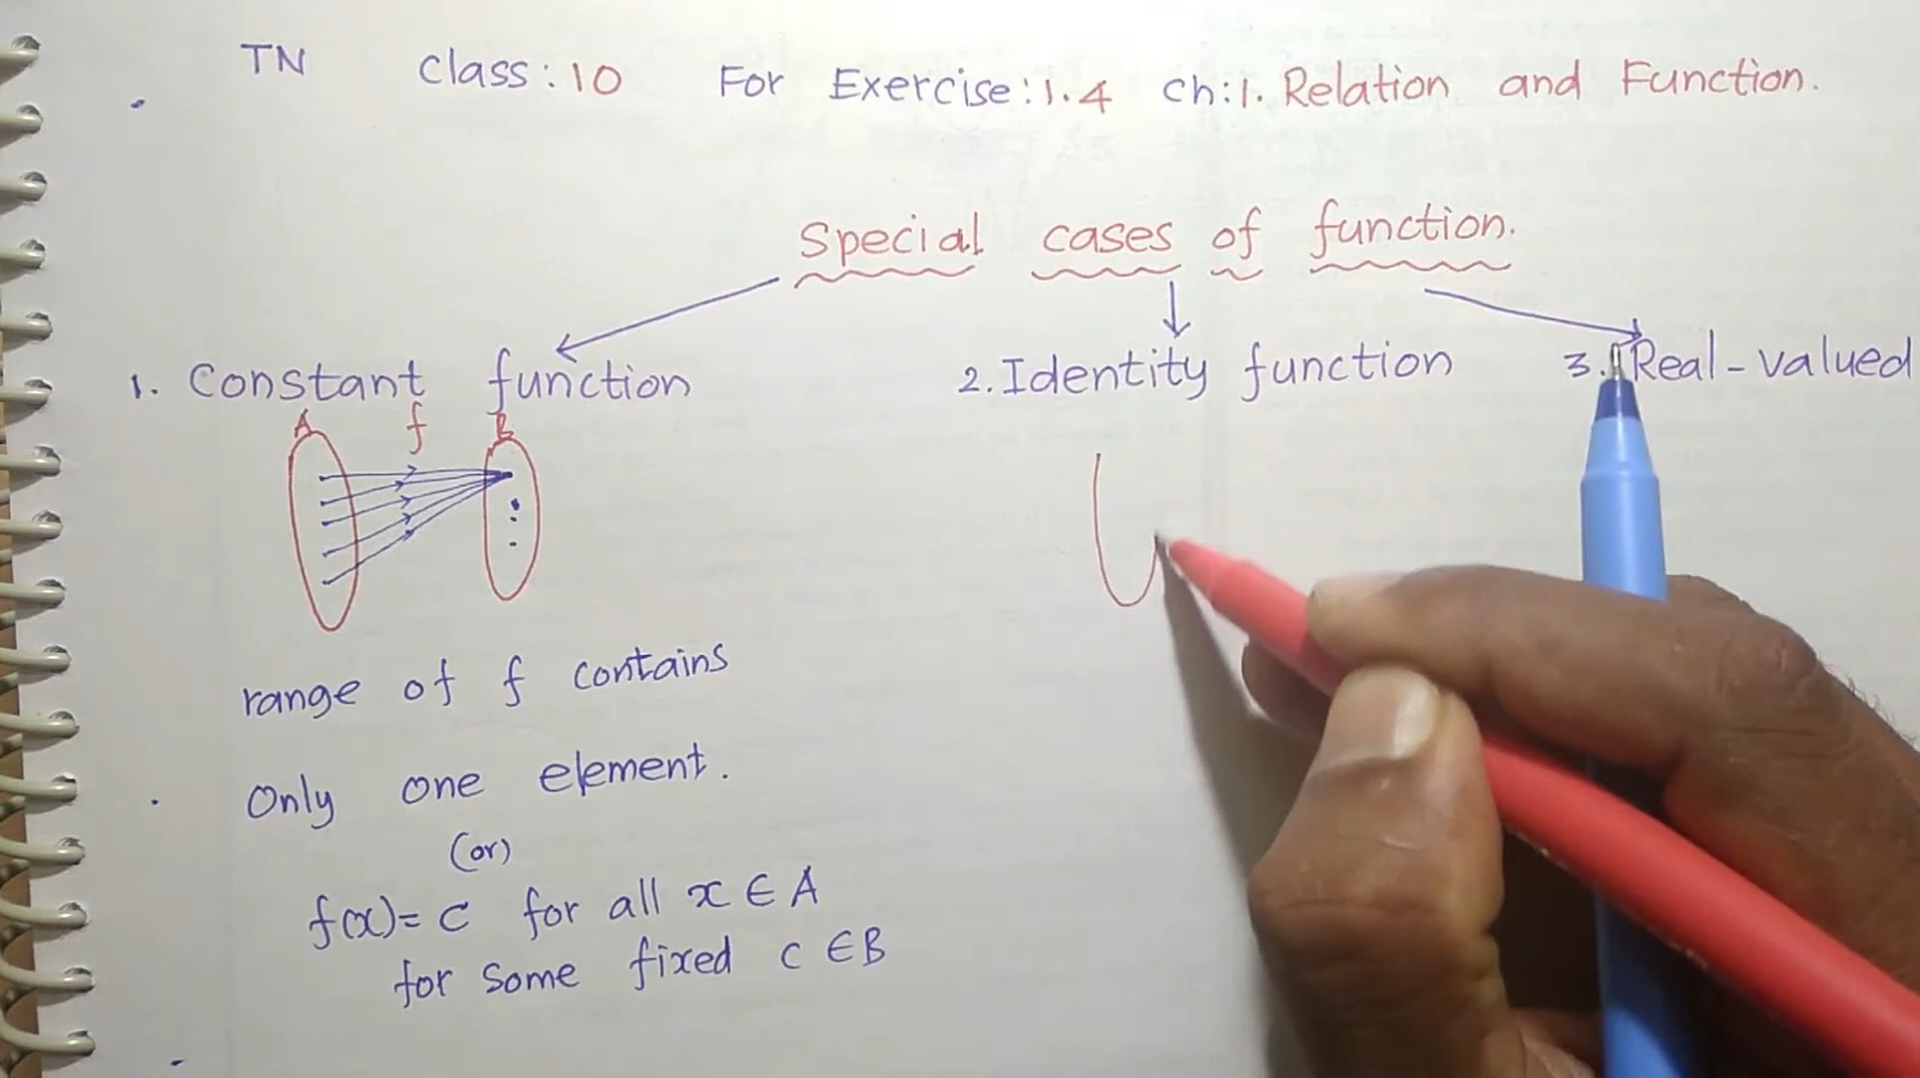 TN Class: 10 For Exercise: 1.4 Ch: 1. Relation and Function.
Special cases of function.
1. Constant function
2. Identity function
3. Real-valued
A f B
range of f contains
Only one element.
(or)
f(x)= c for all x ∈ A
for some fixed c ∈ B